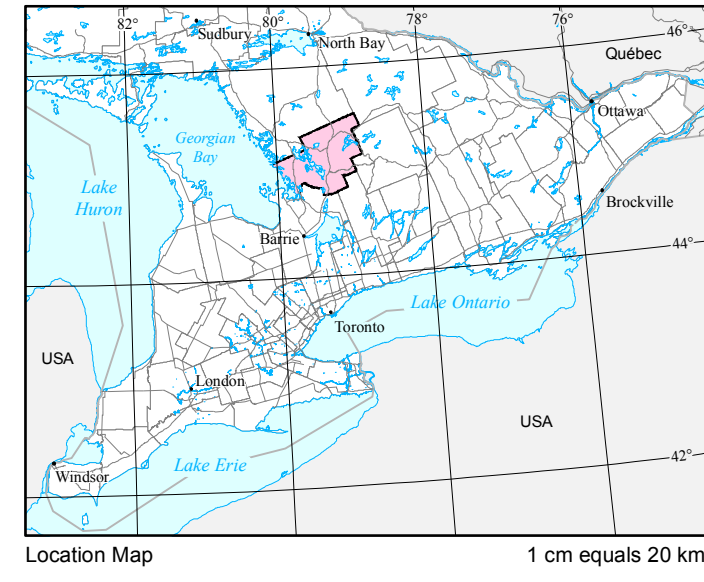 82°
80°
78°
76°
46°
Sudbury
North Bay
Québec
Ottawa
Georgian
Bay
Lake
Huron
Brockville
Barrie
44°
Lake Ontario
Toronto
USA
London
USA
42°
Lake Erie
Windsor
Location Map
1 cm equals 20 km